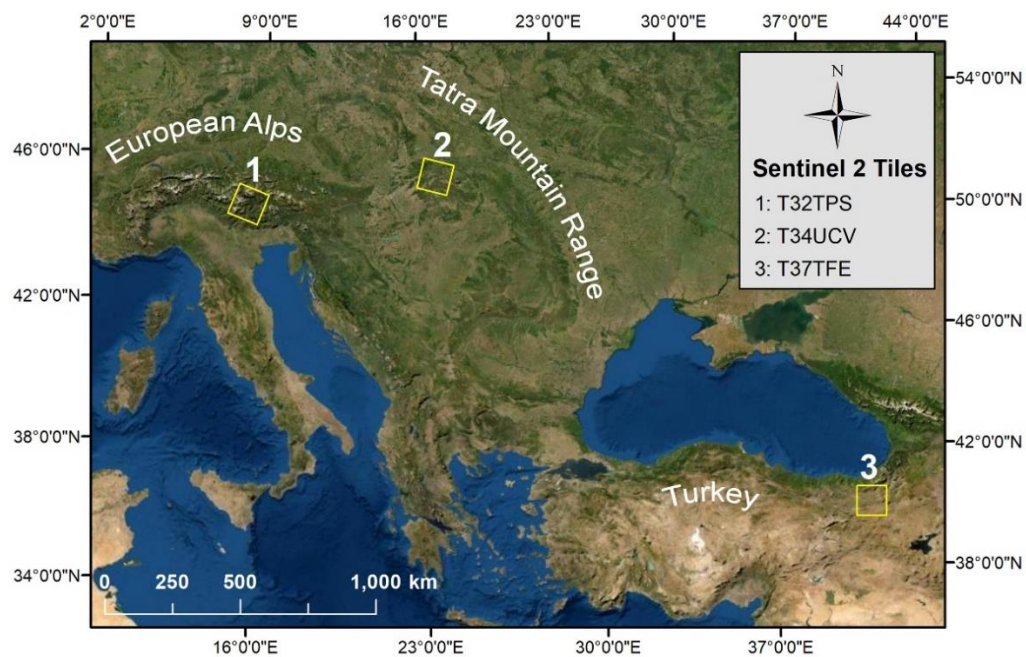 2°0'0"E 9°0'0"E 16°0'0"E 23°0'0"E 30°0'0"E 37°0'0"E 44°0'0"E
54°0'0"N
N
Tatra Mountain Range
European Alps
46°0'0"N
1
2
Sentinel 2 Tiles
1: T32TPS
2: T34UCV
3: T37TFE
50°0'0"N
42°0'0"N
46°0'0"N
38°0'0"N
42°0'0"N
3
Turkey
34°0'0"N
38°0'0"N
0 250 500 1,000 km
16°0'0"E 23°0'0"E 30°0'0"E 37°0'0"E